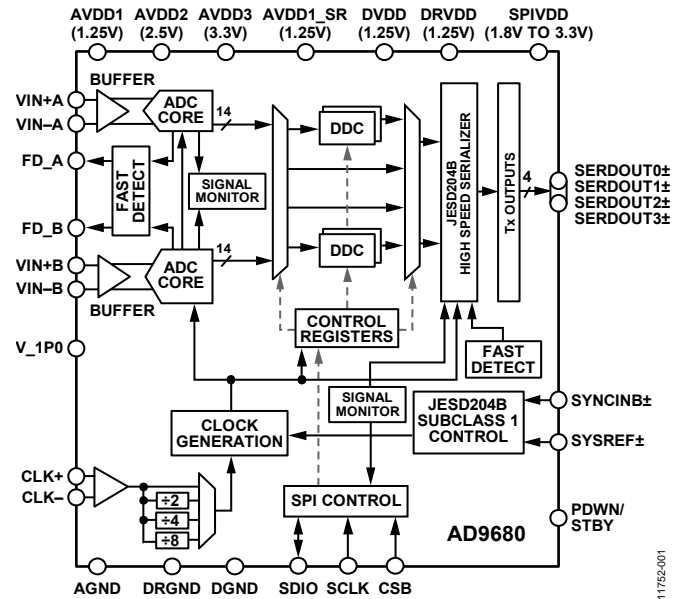 AVDD1 AVDD2 AVDD3 AVDD1_SR DVDD DRVDD SPIVDD
(1.25V) (2.5V) (3.3V) (1.25V) (1.25V) (1.25V) (1.8V TO 3.3V)
BUFFER
VIN+A
VIN–A
ADC
CORE
14
DDC
FD_A
FAST
DETECT
SIGNAL
MONITOR
FD_B
VIN+B
VIN–B
ADC
CORE
14
DDC
BUFFER
JESD204B
HIGH SPEED SERIALIZER
Tx OUTPUTS
4
SERDOUT0±
SERDOUT1±
SERDOUT2±
SERDOUT3±
V_1P0
CONTROL
REGISTERS
FAST
DETECT
CLOCK
GENERATION
SIGNAL
MONITOR
JESD204B
SUBCLASS 1
CONTROL
SYNCINB±
SYSREF±
CLK+
CLK–
÷2
÷4
÷8
SPI CONTROL
PDWN/
STBY
AD9680
AGND DRGND DGND SDIO SCLK CSB
11752-001